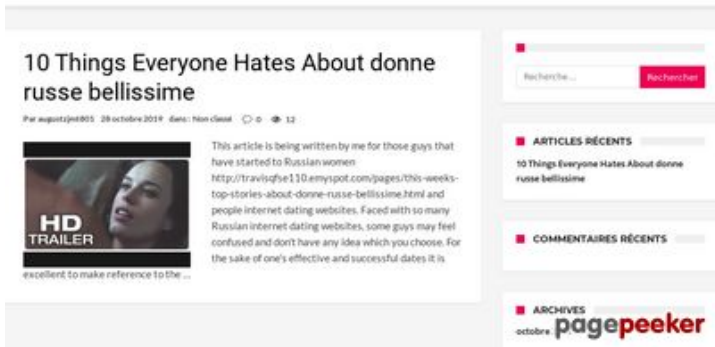 10 Things Everyone Hates About donne
russe bellissime
Par augustzjmt805 28 octobre 2019 dans : Non classé 0 12
This article is being written by me for those guys that
have started to Russian women
http://travisqfse110.emyspot.com/pages/this-weeks-
top-stories-about-donne-russe-bellissime.html and
people internet dating websites. Faced with so many
Russian internet dating websites, some guys may feel
confused and don't have any idea which you choose. For
the sake of one's effective and successful dates it is
excellent to make reference to the ...
HD
TRAILER
Recherche...
Rechercher
ARTICLES RÉCENTS
10 Things Everyone Hates About donne
russe bellissime
COMMENTAIRES RÉCENTS
ARCHIVES
octobre
pagepeeker